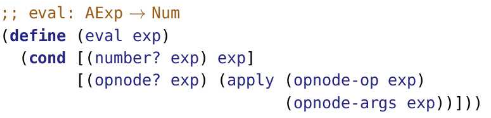 ;; eval: AExp → Num
(define (eval exp)
(cond [(number? exp) exp]
[(opnode? exp) (apply (opnode-op exp)
(opnode-args exp))]))